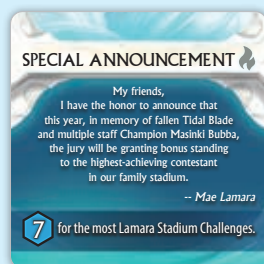 SPECIAL ANNOUNCEMENT
My friends,
I have the honor to announce that
this year, in memory of fallen Tidal Blade
and multiple staff Champion Masinki Bubba,
the jury will be granting bonus standing
to the highest-achieving contestant
in our family stadium.
-- Mae Lamara
7 for the most Lamara Stadium Challenges.